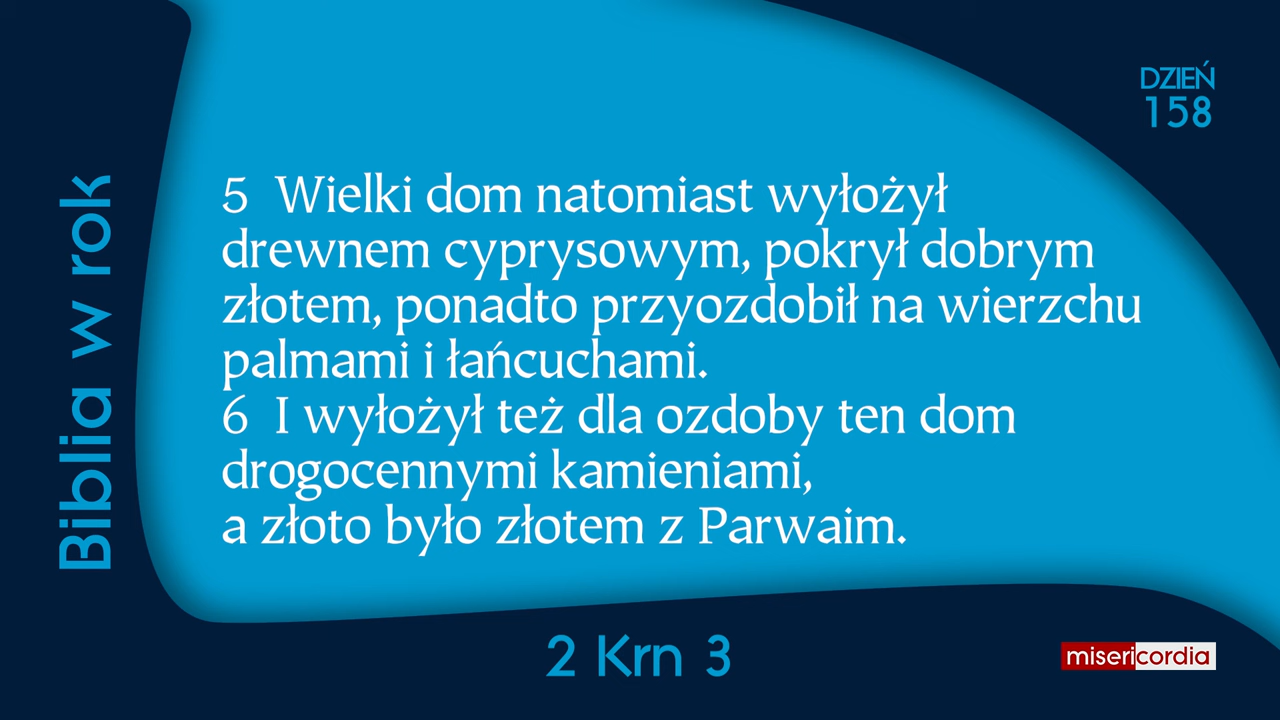 DZIEŃ
158
Biblia w rok
5 Wielki dom natomiast wyłożył
drewnem cyprysowym, pokrył dobrym
złotem, ponadto przyozdobił na wierzchu
palmami i łańcuchami.
6 I wyłożył też dla ozdoby ten dom
drogocennymi kamieniami,
a złoto było złotem z Parwaim.
2 Krn 3
misericordia